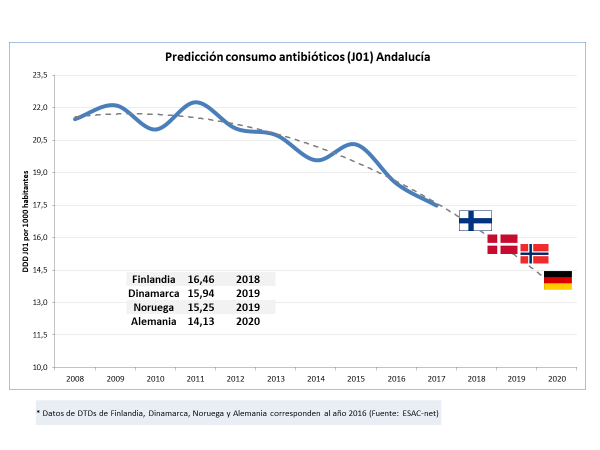 Predicción consumo antibióticos (J01) Andalucía
DDD J01 por 1000 habitantes
23,5
22,0
20,5
19,0
17,5
16,0
14,5
13,0
11,5
10,0
Finlandia 16,46 2018
Dinamarca 15,94 2019
Noruega 15,25 2019
Alemania 14,13 2020
2008 2009 2010 2011 2012 2013 2014 2015 2016 2017 2018 2019 2020
* Datos de DTDs de Finlandia, Dinamarca, Noruega y Alemania corresponden al año 2016 (Fuente: ESAC-net)